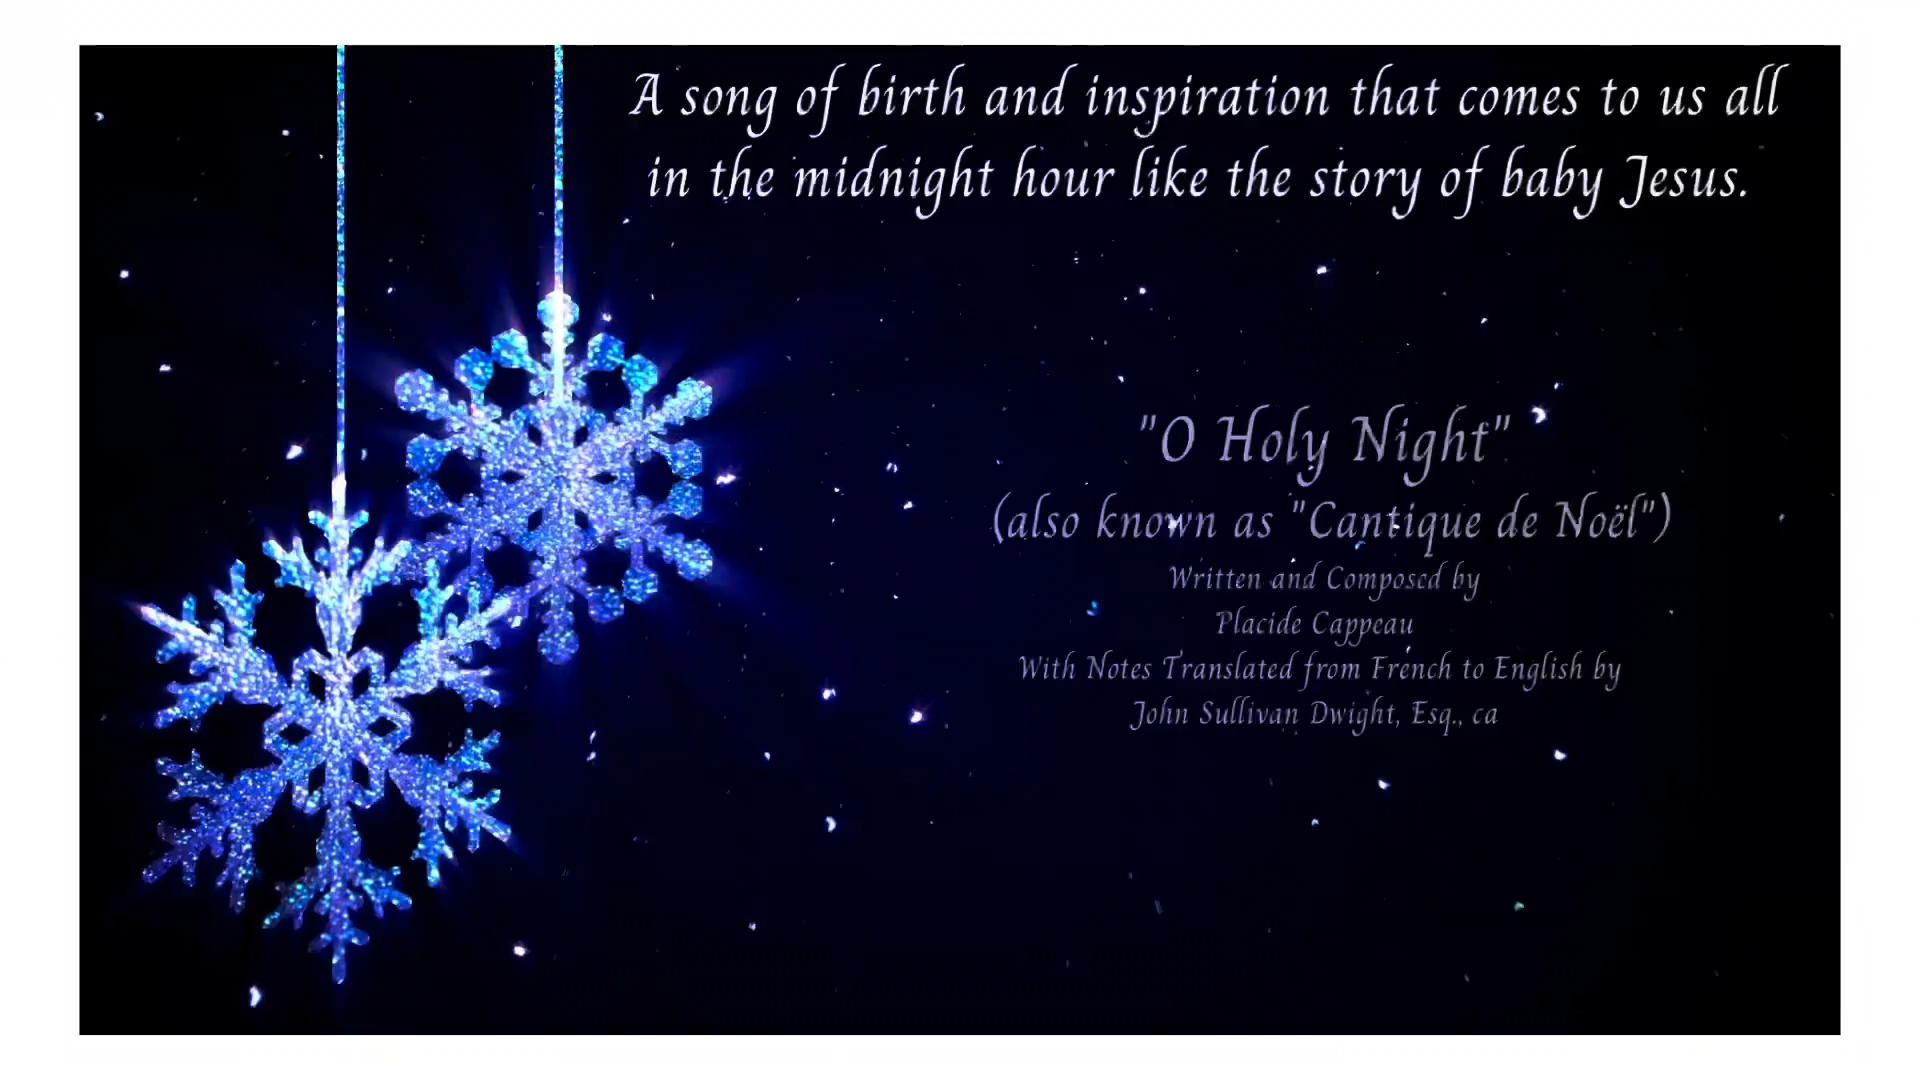 A song of birth and inspiration that comes to us all
in the midnight hour like the story of baby Jesus.
"O Holy Night"
(also known as "Cantique de Noël")
Written and Composed by
Placide Cappeau
With Notes Translated from French to English by
John Sullivan Dwight, Esq., ca